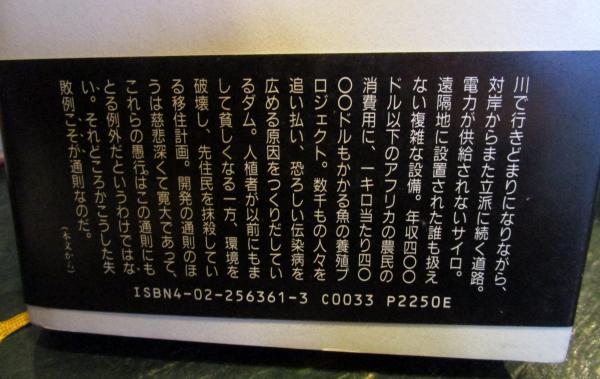 川で行きどまりになりながら、
対岸からまた立派に続く道路。
電力が供給されないサイロ。
遠隔地に設置された誰も扱え
ない複雑な設備。年収四〇〇
ドル以下のアフリカの農民の
消費用に、一キロ当たり四〇
〇〇ドルもかかる魚の養殖プ
ロジェクト。数千もの人々を
追い払い、恐ろしい伝染病を
広める原因をつくりだしてい
るダム。人植者が以前にもま
して貧しくなる一方、環境を
破壊し、先住民を抹殺してい
る移住計画。開発の通則のほ
うは慈悲深くて寛大であって、
これらの愚行はこの通則にも
とる例外だというわけではな
い。それどころかこうした失
敗例こそが通則なのだ。
(本文から)
ISBN4-02-256361-3 C0033 P2250E